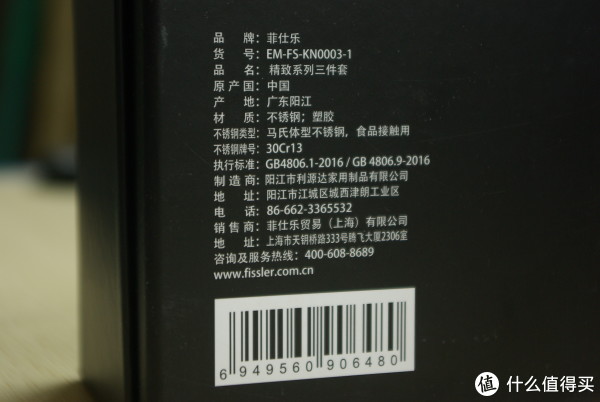 品 牌：菲仕乐
货 号：EM-FS-KN0003-1
品 名：精致系列三件套
原 产 国：中国
产 地：广东阳江
材 质：不锈钢；塑胶
不锈钢类型：马氏体型不锈钢，食品接触用
不锈钢牌号：30Cr13
执行标准：GB4806.1-2016 / GB 4806.9-2016
制 造 商：阳江市利源达家用制品有限公司
地 址：阳江市江城区城西津朗工业区
电 话：86-662-3365532
销 售 商：菲仕乐贸易（上海）有限公司
地 址：上海市天钥桥路333号腾飞大厦2306室
咨询及服务热线：400-608-8689
www.fissler.com.cn
6 949560 906480
值 什么值得买